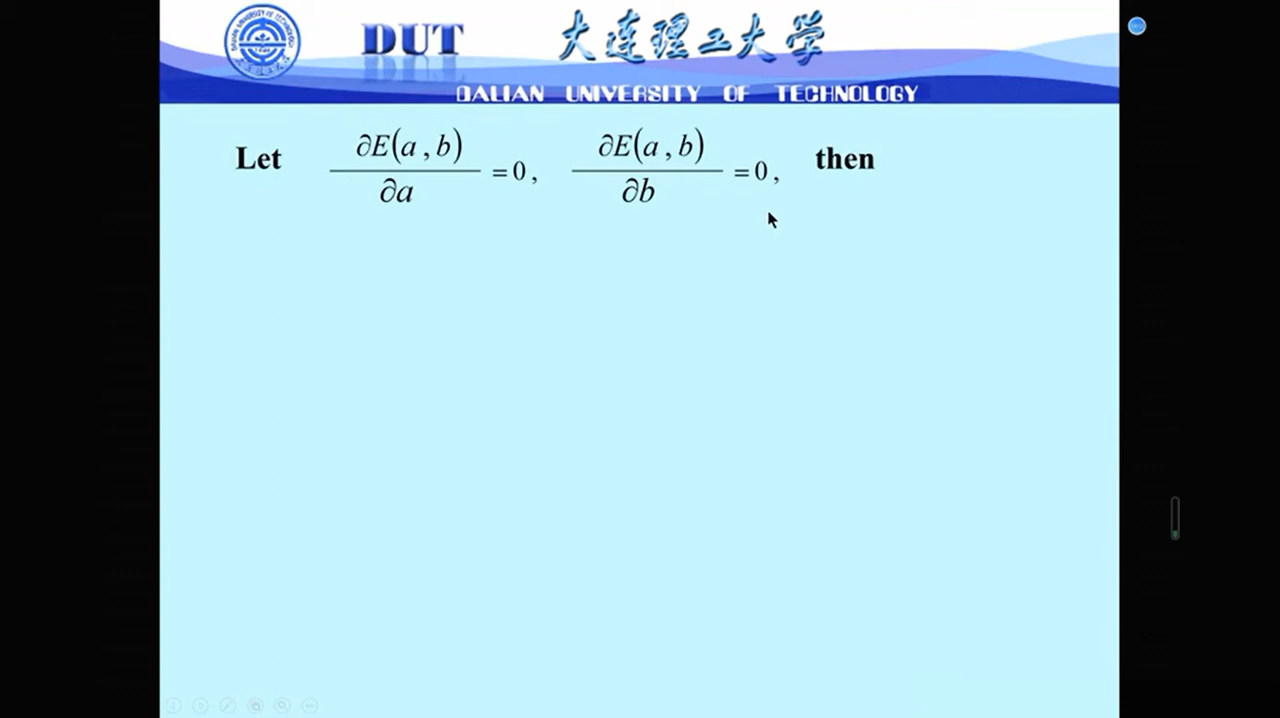 DUT 大连理工大学
DALIAN UNIVERSITY OF TECHNOLOGY
Let ∂E(a,b)/∂a = 0, ∂E(a,b)/∂b = 0, then